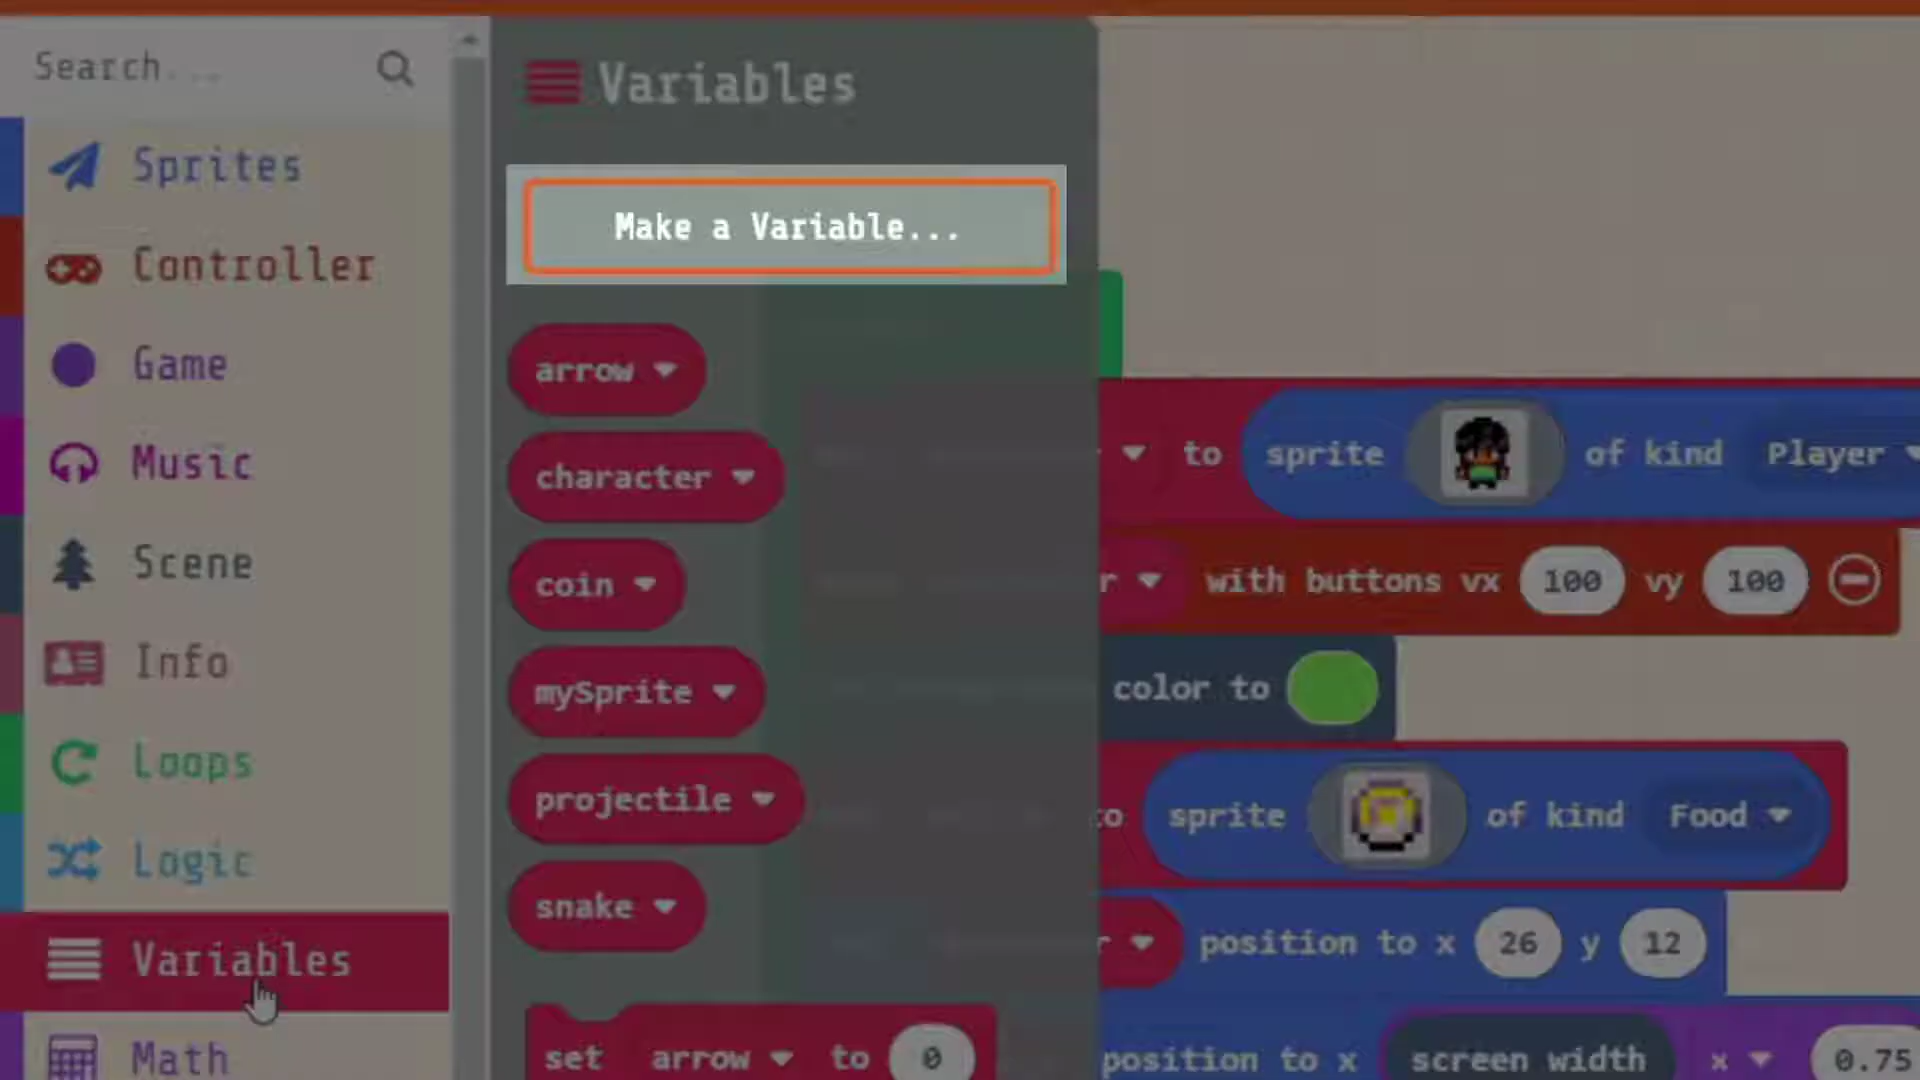 Search...
Sprites
Controller
Game
Music
Scene
Info
Loops
Logic
Variables
Math
Variables
Make a Variable...
arrow
character
coin
mySprite
projectile
snake
set arrow to 0
to sprite of kind Player
r with buttons vx 100 vy 100
color to
to sprite of kind Food
r position to x 26 y 12
position to x screen width x 0.75